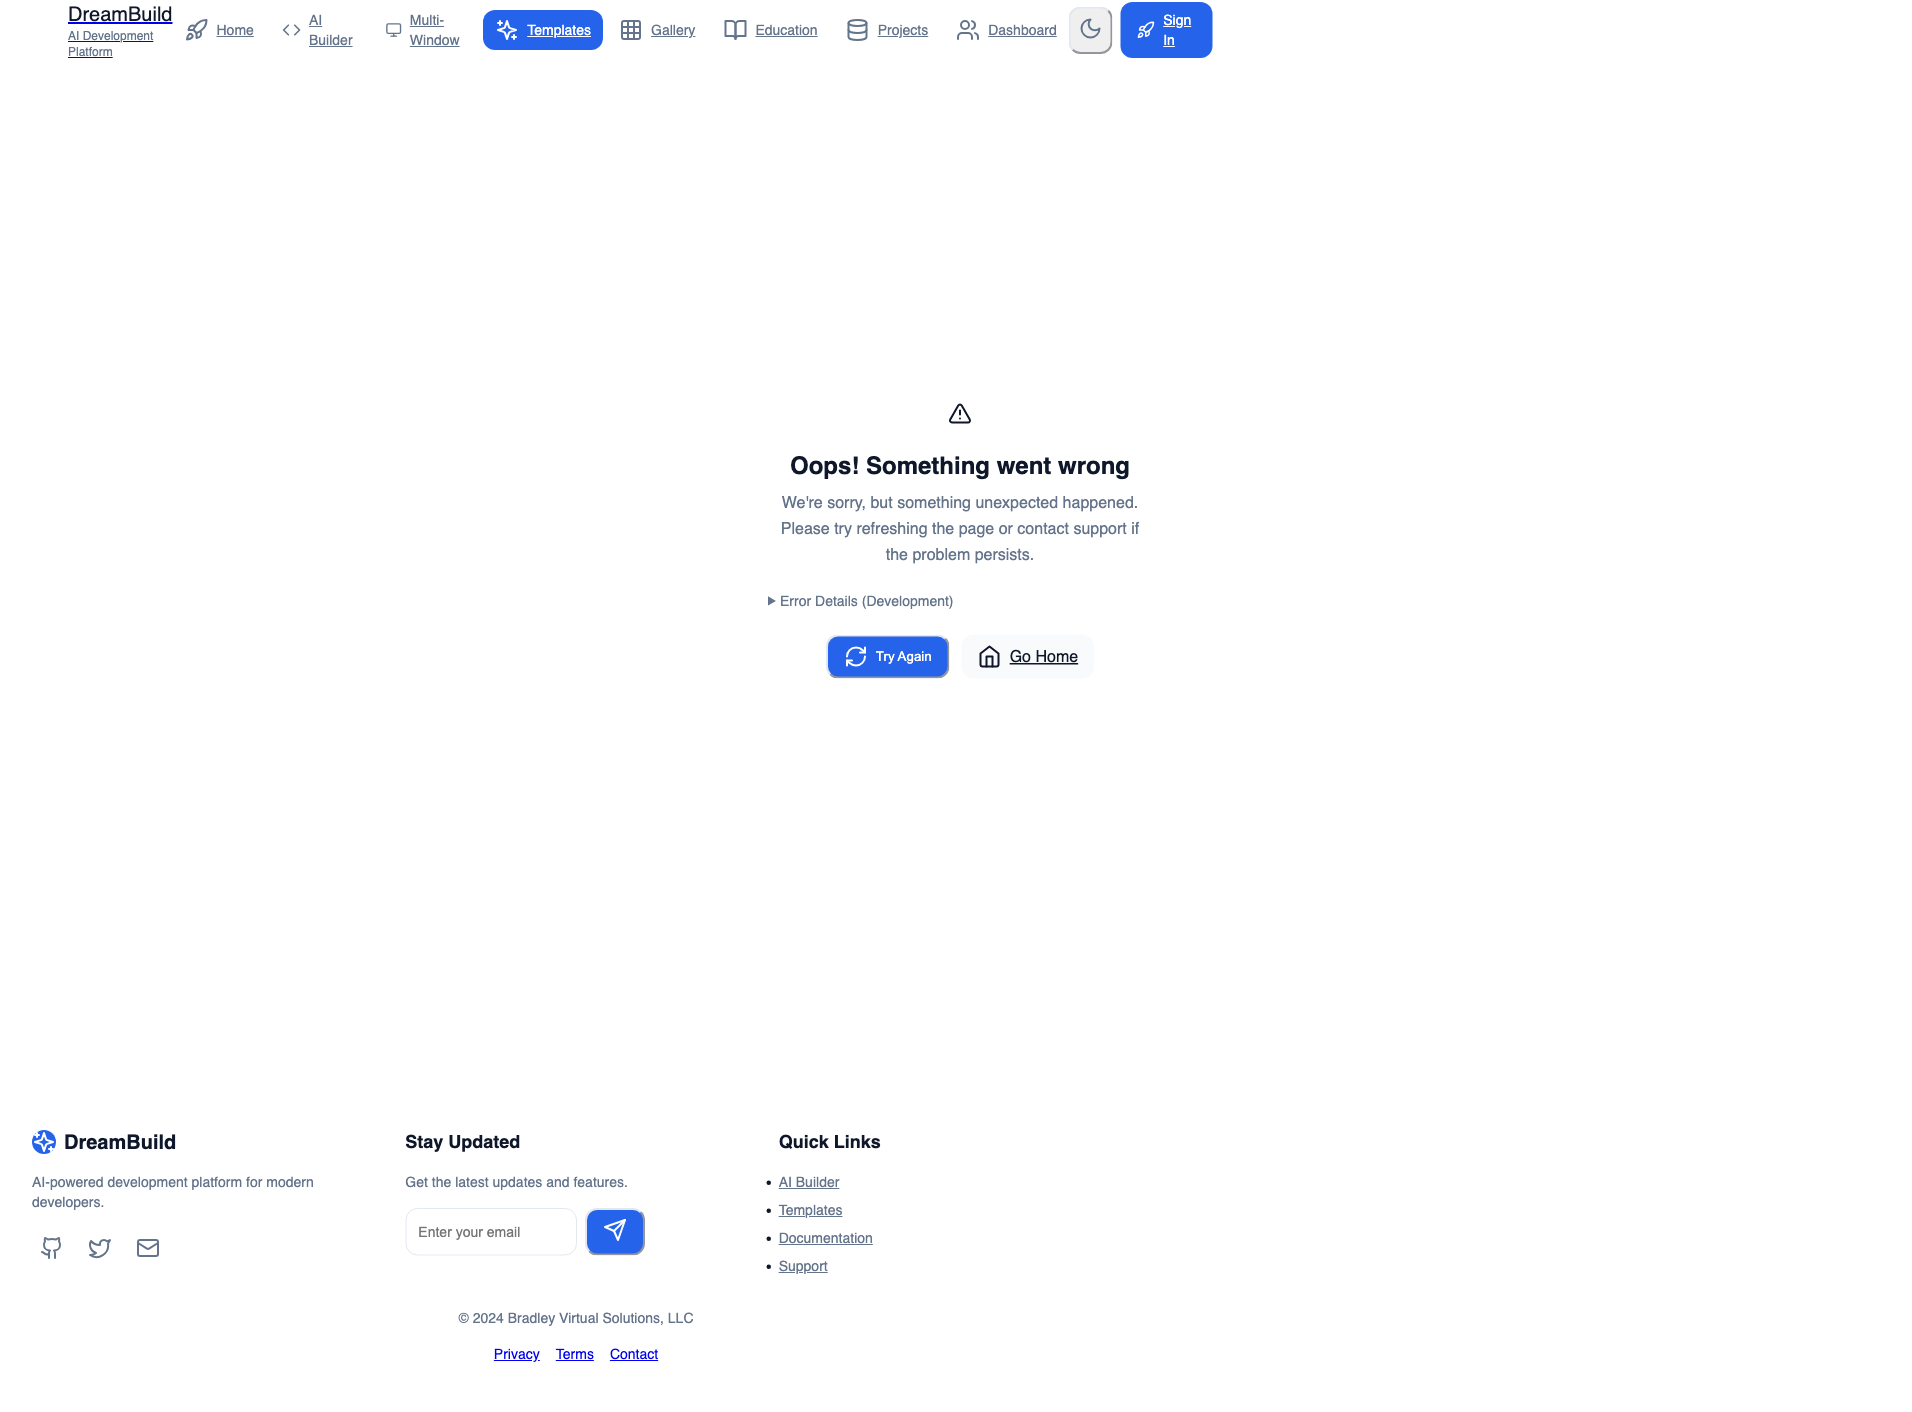 DreamBuild
AI Development
Platform
Home
AI
Builder
Multi-
Window
Templates
Gallery
Education
Projects
Dashboard
Sign
In
Oops! Something went wrong
We're sorry, but something unexpected happened.
Please try refreshing the page or contact support if
the problem persists.
Error Details (Development)
Try Again
Go Home
DreamBuild
AI-powered development platform for modern
developers.
Stay Updated
Get the latest updates and features.
Enter your email
Quick Links
AI Builder
Templates
Documentation
Support
© 2024 Bradley Virtual Solutions, LLC
Privacy Terms Contact